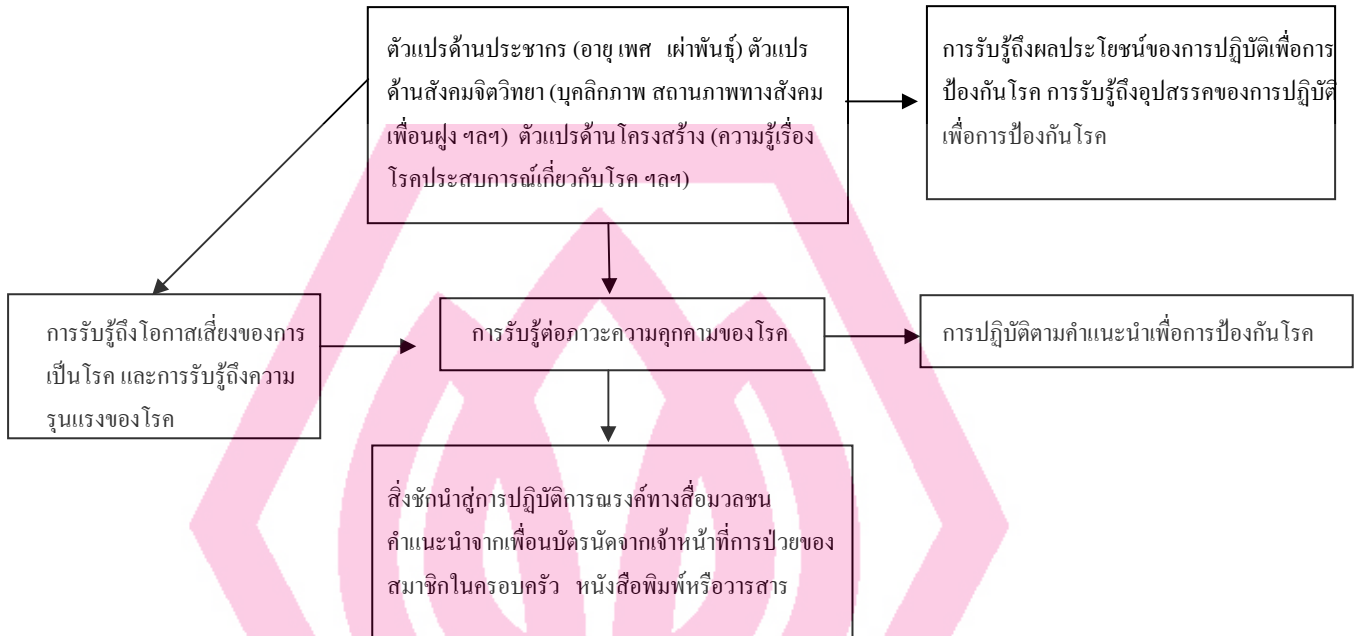 ตัวแปรด้านประชากร (อายุ เพศ เผ่าพันธุ์) ตัวแปร
ด้านสังคมจิตวิทยา (บุคลิกภาพ สถานภาพทางสังคม
เพื่อนฝูง ฯลฯ) ตัวแปรด้านโครงสร้าง (ความรู้เรื่อง
โรคประสบการณ์เกี่ยวกับโรค ฯลฯ)
การรับรู้ถึงผลประโยชน์ของการปฏิบัติเพื่อการ
ป้องกันโรค การรับรู้ถึงอุปสรรคของการปฏิบัติ
เพื่อการป้องกันโรค
การรับรู้ถึงโอกาสเสี่ยงของการ
เป็นโรค และการรับรู้ถึงความ
รุนแรงของโรค
การรับรู้ต่อภาวะความคุกคามของโรค
การปฏิบัติตามคำแนะนำเพื่อการป้องกันโรค
สิ่งชักนำสู่การปฏิบัติการณรงค์ทางสื่อมวลชน
คำแนะนำจากเพื่อนบัตรนัดจากเจ้าหน้าที่การป่วยของ
สมาชิกในครอบครัว หนังสือพิมพ์หรือวารสาร